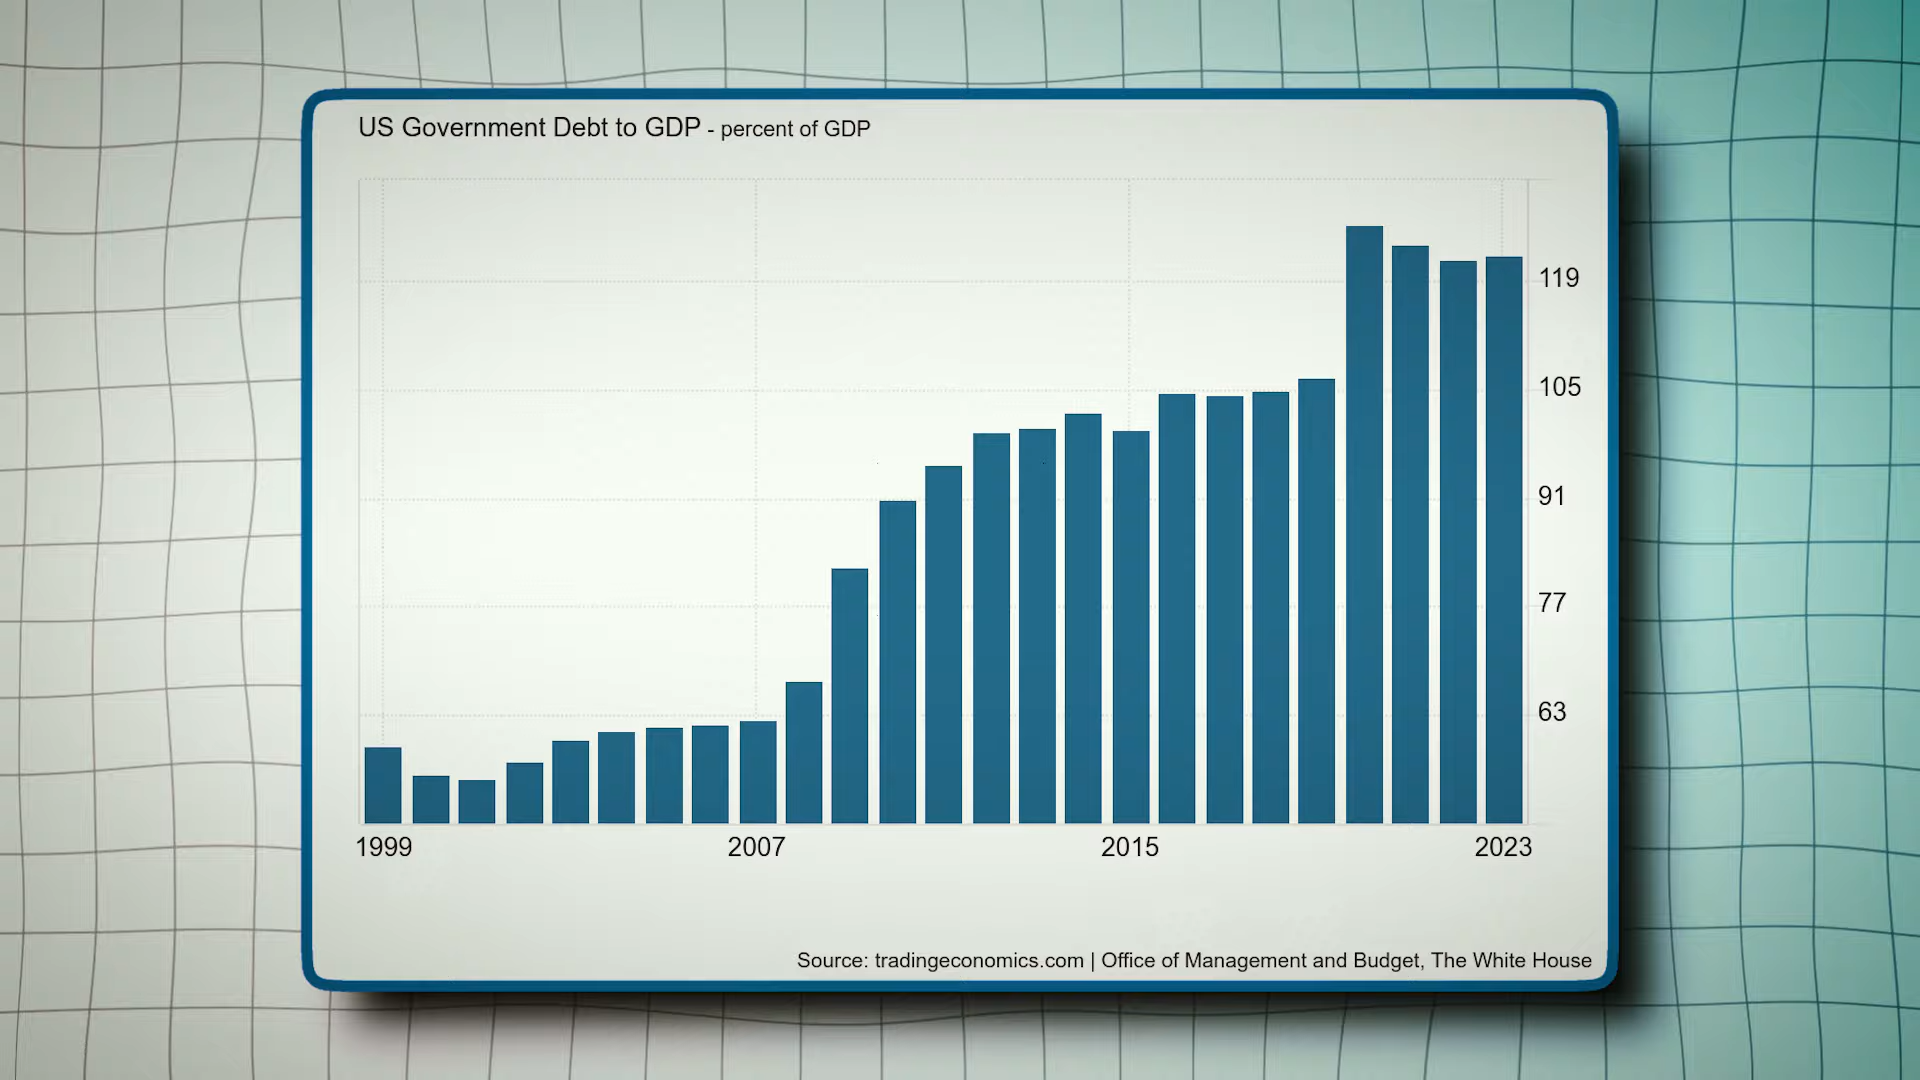 US Government Debt to GDP - percent of GDP
119
105
91
77
63
1999 2007 2015 2023
Source: tradingeconomics.com | Office of Management and Budget, The White House